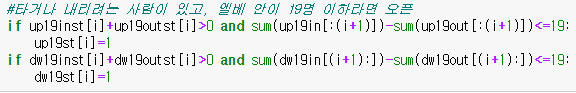 #타거나 내리려는 사람이 있고, 엘베 안이 19명 이하라면 오픈
if up19inst[i]+up19outst[i]>0 and sum(up19in[:(i+1)])-sum(up19out[:(i+1)])<=19:
    up19st[i]=1
if dw19inst[i]+dw19outst[i]>0 and sum(dw19in[(i+1):])-sum(dw19out[(i+1):])<=19:
    dw19st[i]=1